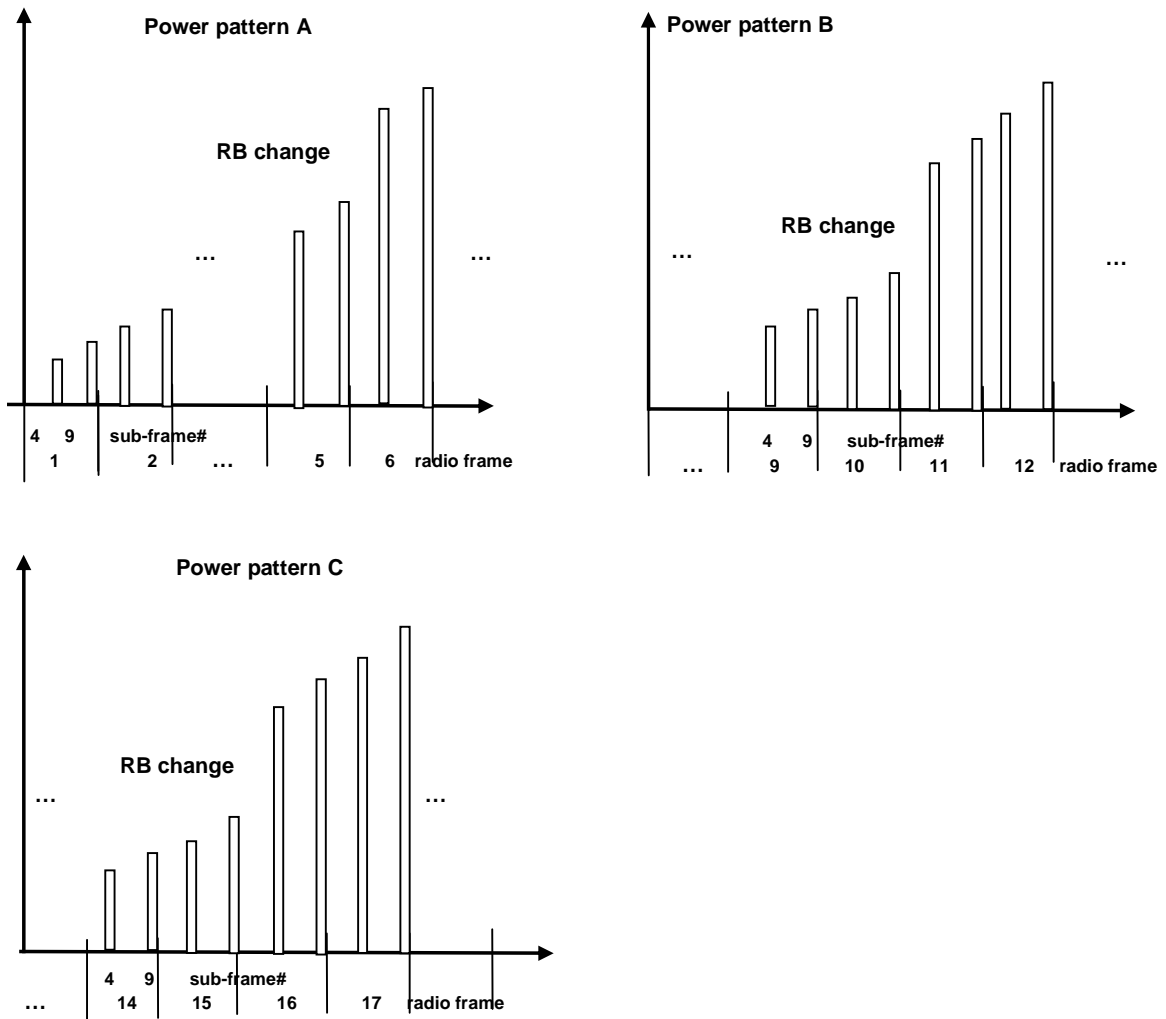 Power pattern A
RB change
...
...
4 9 sub-frame#
1 2 ... 5 6 radio frame
Power pattern B
RB change
...
...
4 9 sub-frame#
... 9 10 11 12 radio frame
Power pattern C
RB change
...
...
4 9 sub-frame#
... 14 15 16 17 radio frame